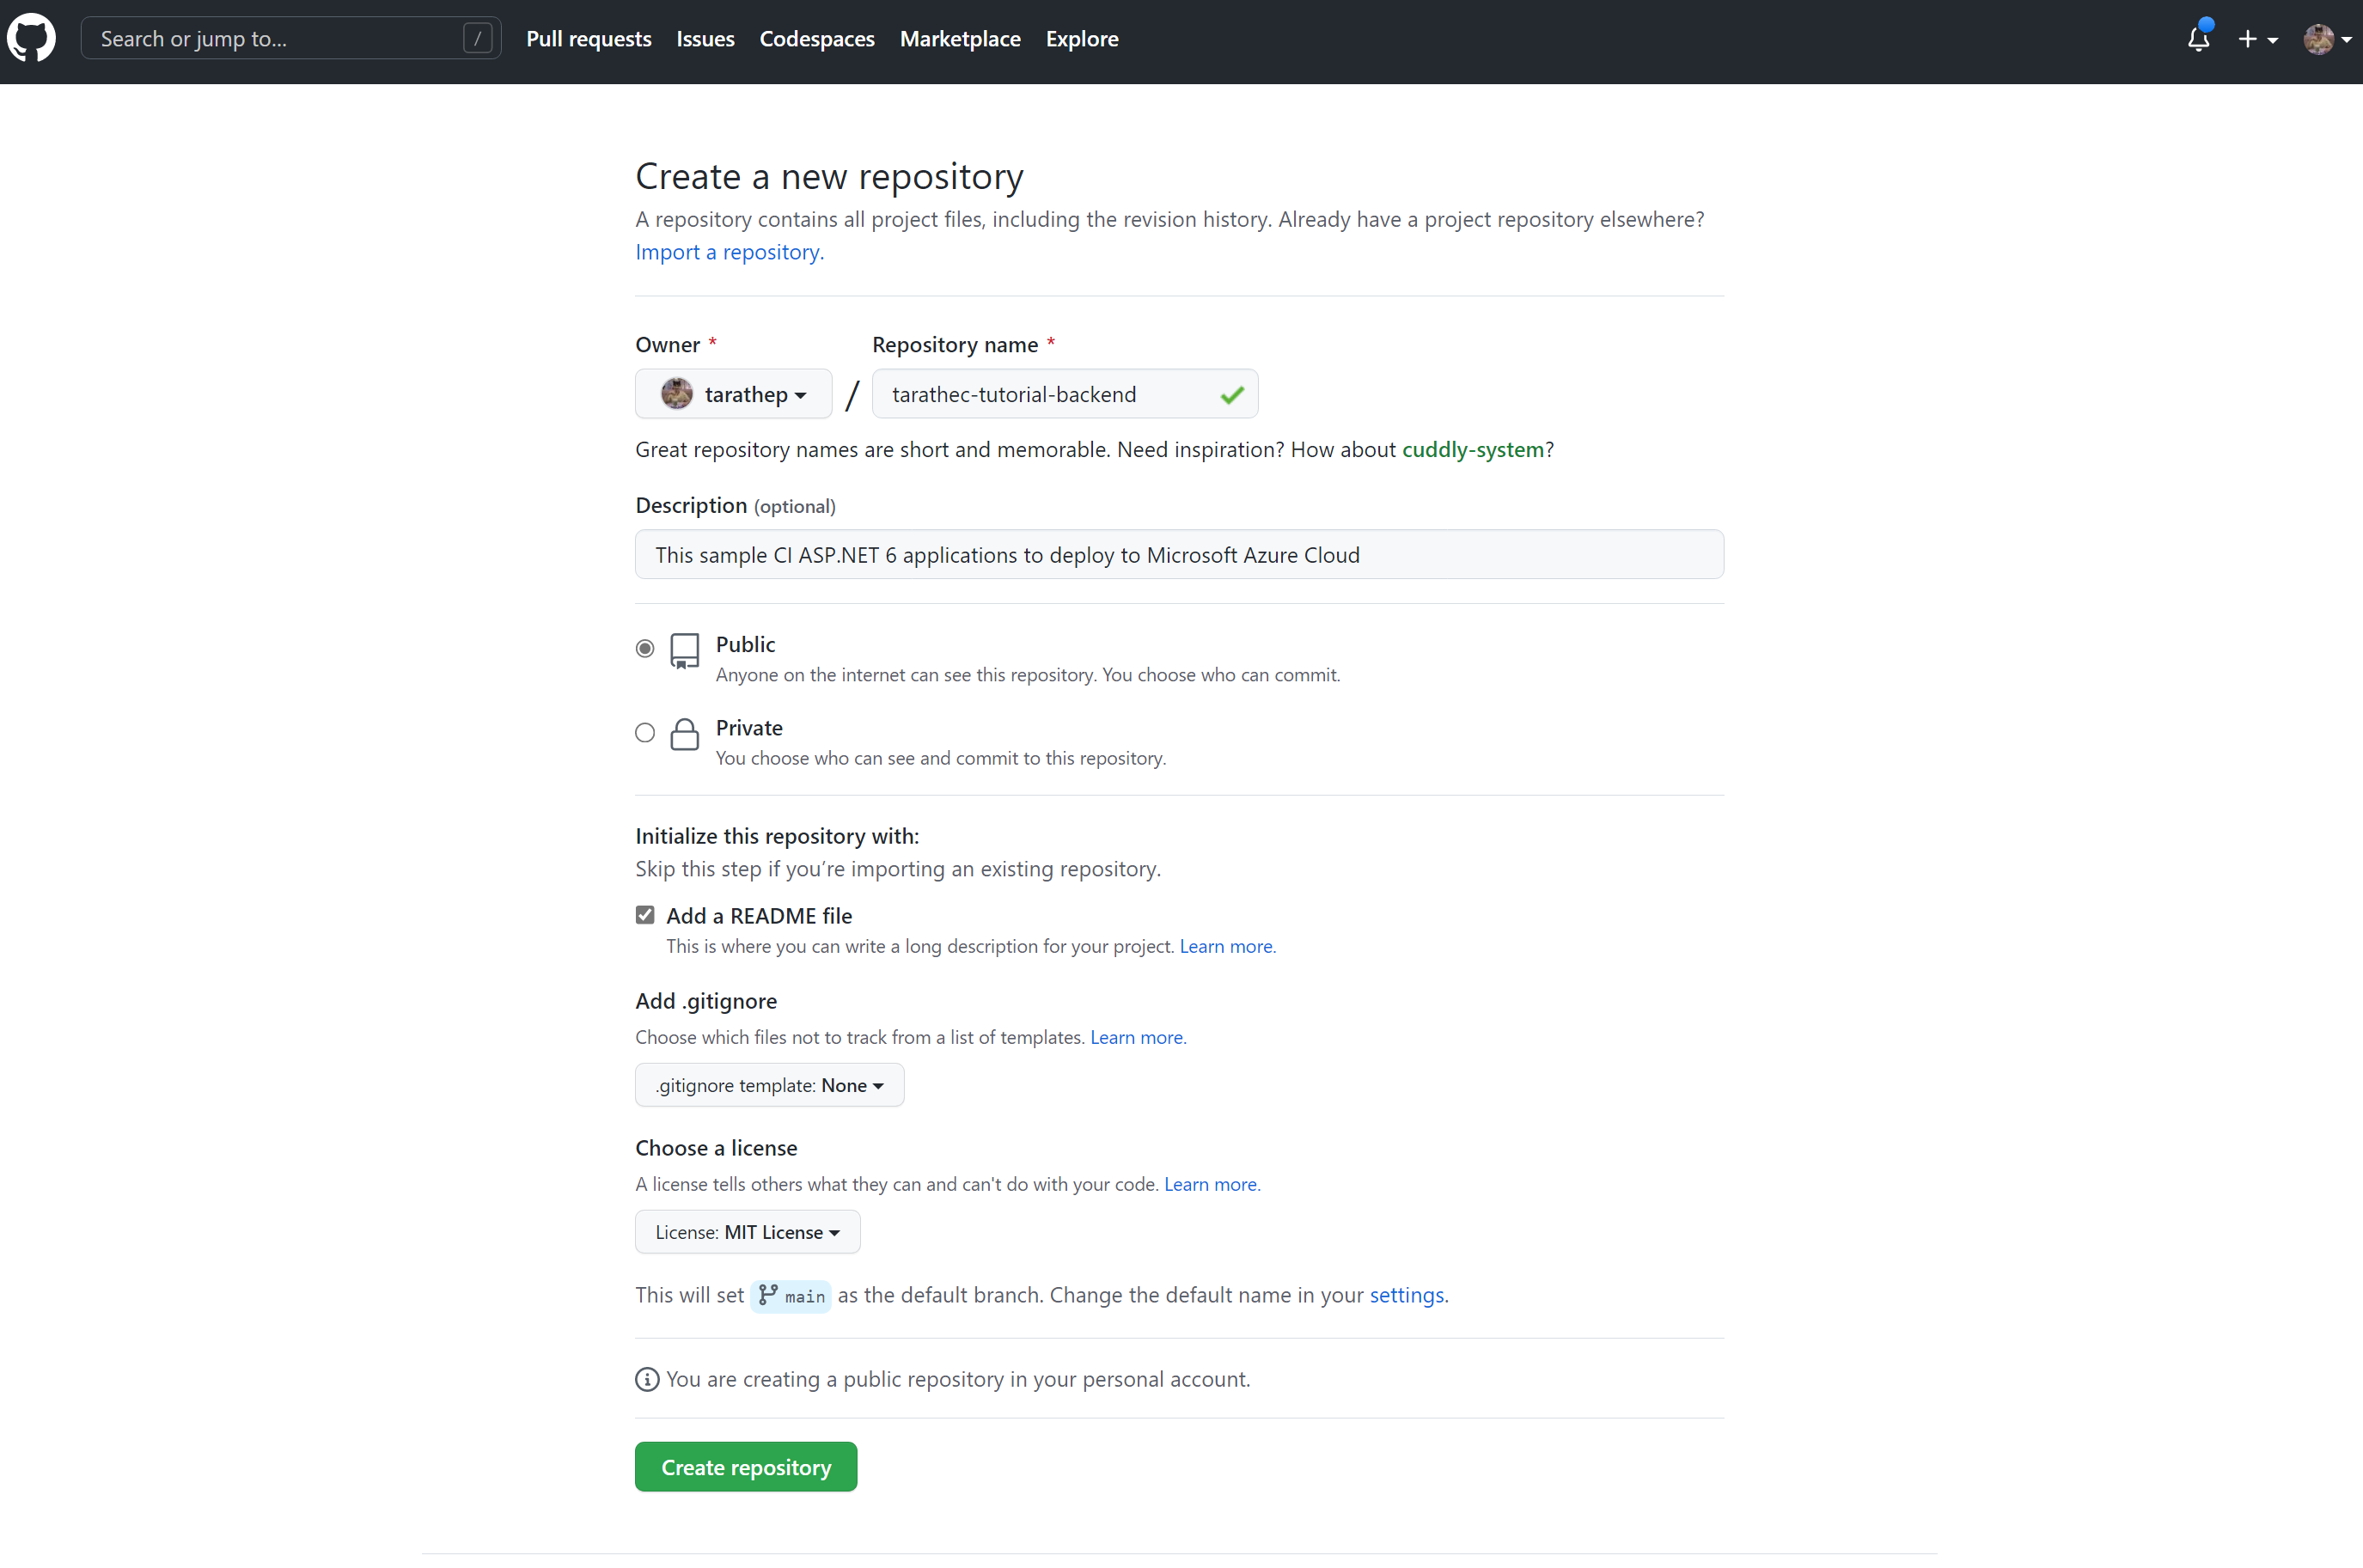 Search or jump to... /
Pull requests Issues Codespaces Marketplace Explore
Create a new repository
A repository contains all project files, including the revision history. Already have a project repository elsewhere?
Import a repository.
Owner * Repository name *
tarathep / tarathec-tutorial-backend
Great repository names are short and memorable. Need inspiration? How about cuddly-system?
Description (optional)
This sample CI ASP.NET 6 applications to deploy to Microsoft Azure Cloud
Public
Anyone on the internet can see this repository. You choose who can commit.
Private
You choose who can see and commit to this repository.
Initialize this repository with:
Skip this step if you’re importing an existing repository.
Add a README file
This is where you can write a long description for your project. Learn more.
Add .gitignore
Choose which files not to track from a list of templates. Learn more.
.gitignore template: None
Choose a license
A license tells others what they can and can't do with your code. Learn more.
License: MIT License
This will set main as the default branch. Change the default name in your settings.
You are creating a public repository in your personal account.
Create repository